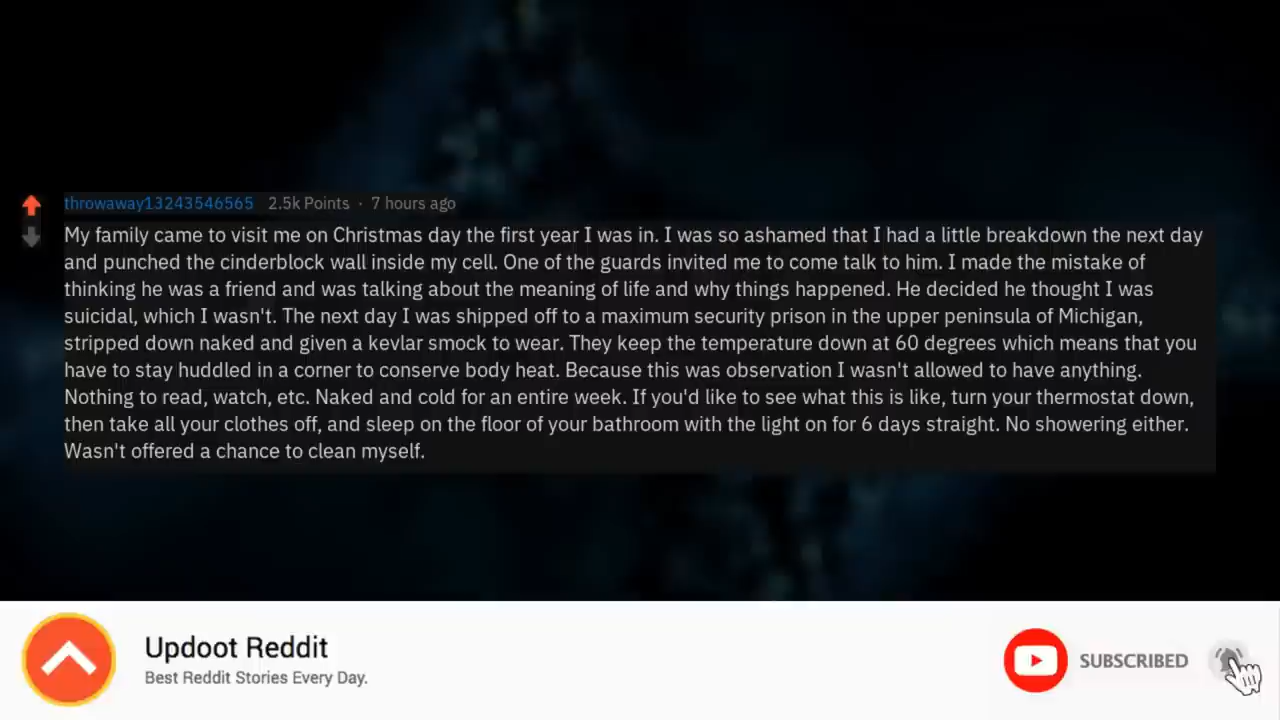 throwaway13243546565 2.5k Points · 7 hours ago
My family came to visit me on Christmas day the first year I was in. I was so ashamed that I had a little breakdown the next day
and punched the cinderblock wall inside my cell. One of the guards invited me to come talk to him. I made the mistake of
thinking he was a friend and was talking about the meaning of life and why things happened. He decided he thought I was
suicidal, which I wasn't. The next day I was shipped off to a maximum security prison in the upper peninsula of Michigan,
stripped down naked and given a kevlar smock to wear. They keep the temperature down at 60 degrees which means that you
have to stay huddled in a corner to conserve body heat. Because this was observation I wasn't allowed to have anything.
Nothing to read, watch, etc. Naked and cold for an entire week. If you'd like to see what this is like, turn your thermostat down,
then take all your clothes off, and sleep on the floor of your bathroom with the light on for 6 days straight. No showering either.
Wasn't offered a chance to clean myself.
Updoot Reddit
Best Reddit Stories Every Day.
SUBSCRIBED